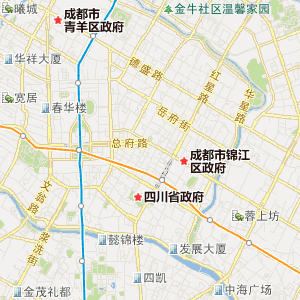 曦城
成都市
青羊区政府
金牛社区温馨家园
华祥大厦
德盛路
红星路
华星路
宽居
春华楼
岳府街
总府路
成都市锦江
区政府
文翁路
四川省政府
蓉上坊
浆洗街
懿锦楼
发展大厦
金茂礼都
四凯
中海广场